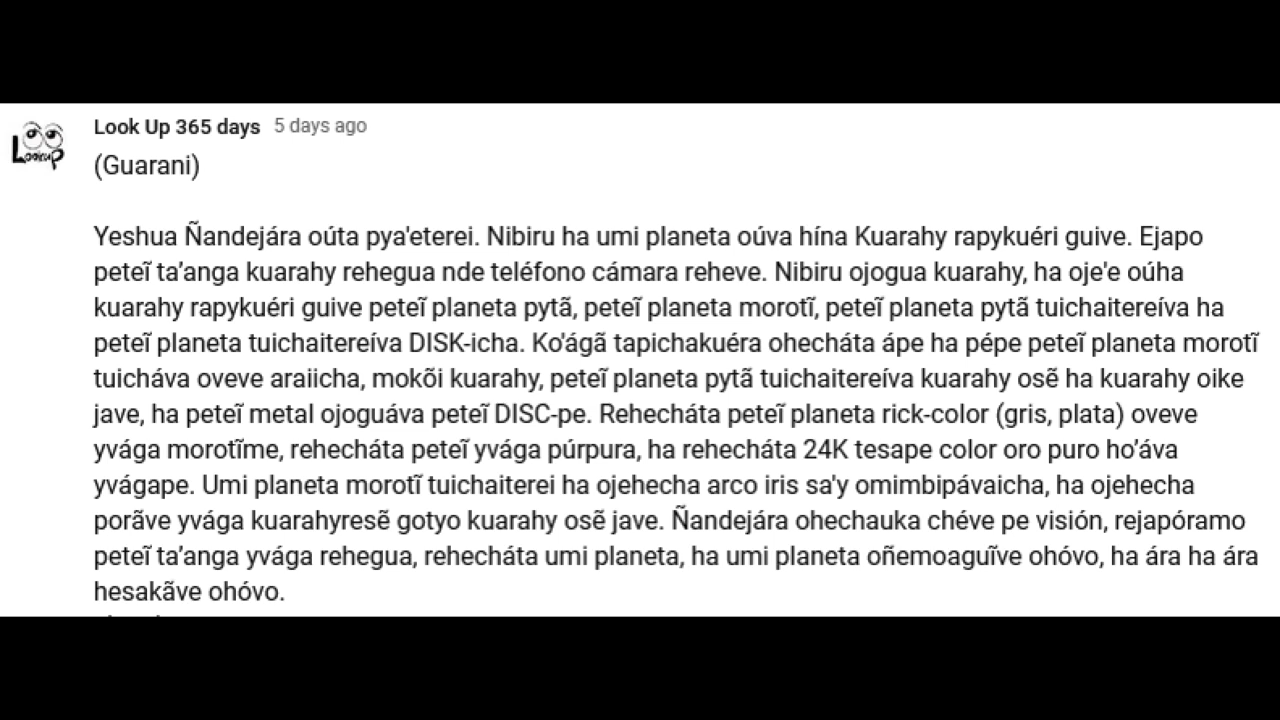 Look Up 365 days 5 days ago
Lookup
(Guarani)
Yeshua Ñandejára oúta pya'eterei. Nibiru ha umi planeta oúva hína Kuarahy rapykuéri guive. Ejapo
peteĩ ta’anga kuarahy rehegua nde teléfono cámara reheve. Nibiru ojogua kuarahy, ha oje'e oúha
kuarahy rapykuéri guive peteĩ planeta pytã, peteĩ planeta morotĩ, peteĩ planeta pytã tuichaitereíva ha
peteĩ planeta tuichaitereíva DISK-icha. Ko'ágã tapichakuéra ohecháta ápe ha pépe peteĩ planeta morotĩ
tuicháva oveve araiicha, mokõi kuarahy, peteĩ planeta pytã tuichaitereíva kuarahy osẽ ha kuarahy oike
jave, ha peteĩ metal ojoguáva peteĩ DISC-pe. Rehecháta peteĩ planeta rick-color (gris, plata) oveve
yvága morotĩme, rehecháta peteĩ yvága púrpura, ha rehecháta 24K tesape color oro puro ho’áva
yvágape. Umi planeta morotĩ tuichaiterei ha ojehecha arco iris sa'y omimbipávaicha, ha ojehecha
porãve yvága kuarahyresẽ gotyo kuarahy osẽ jave. Ñandejára ohechauka chéve pe visión, rejapóramo
peteĩ ta’anga yvága rehegua, rehecháta umi planeta, ha umi planeta oñemoaguĩve ohóvo, ha ára ha ára
hesakãve ohóvo.